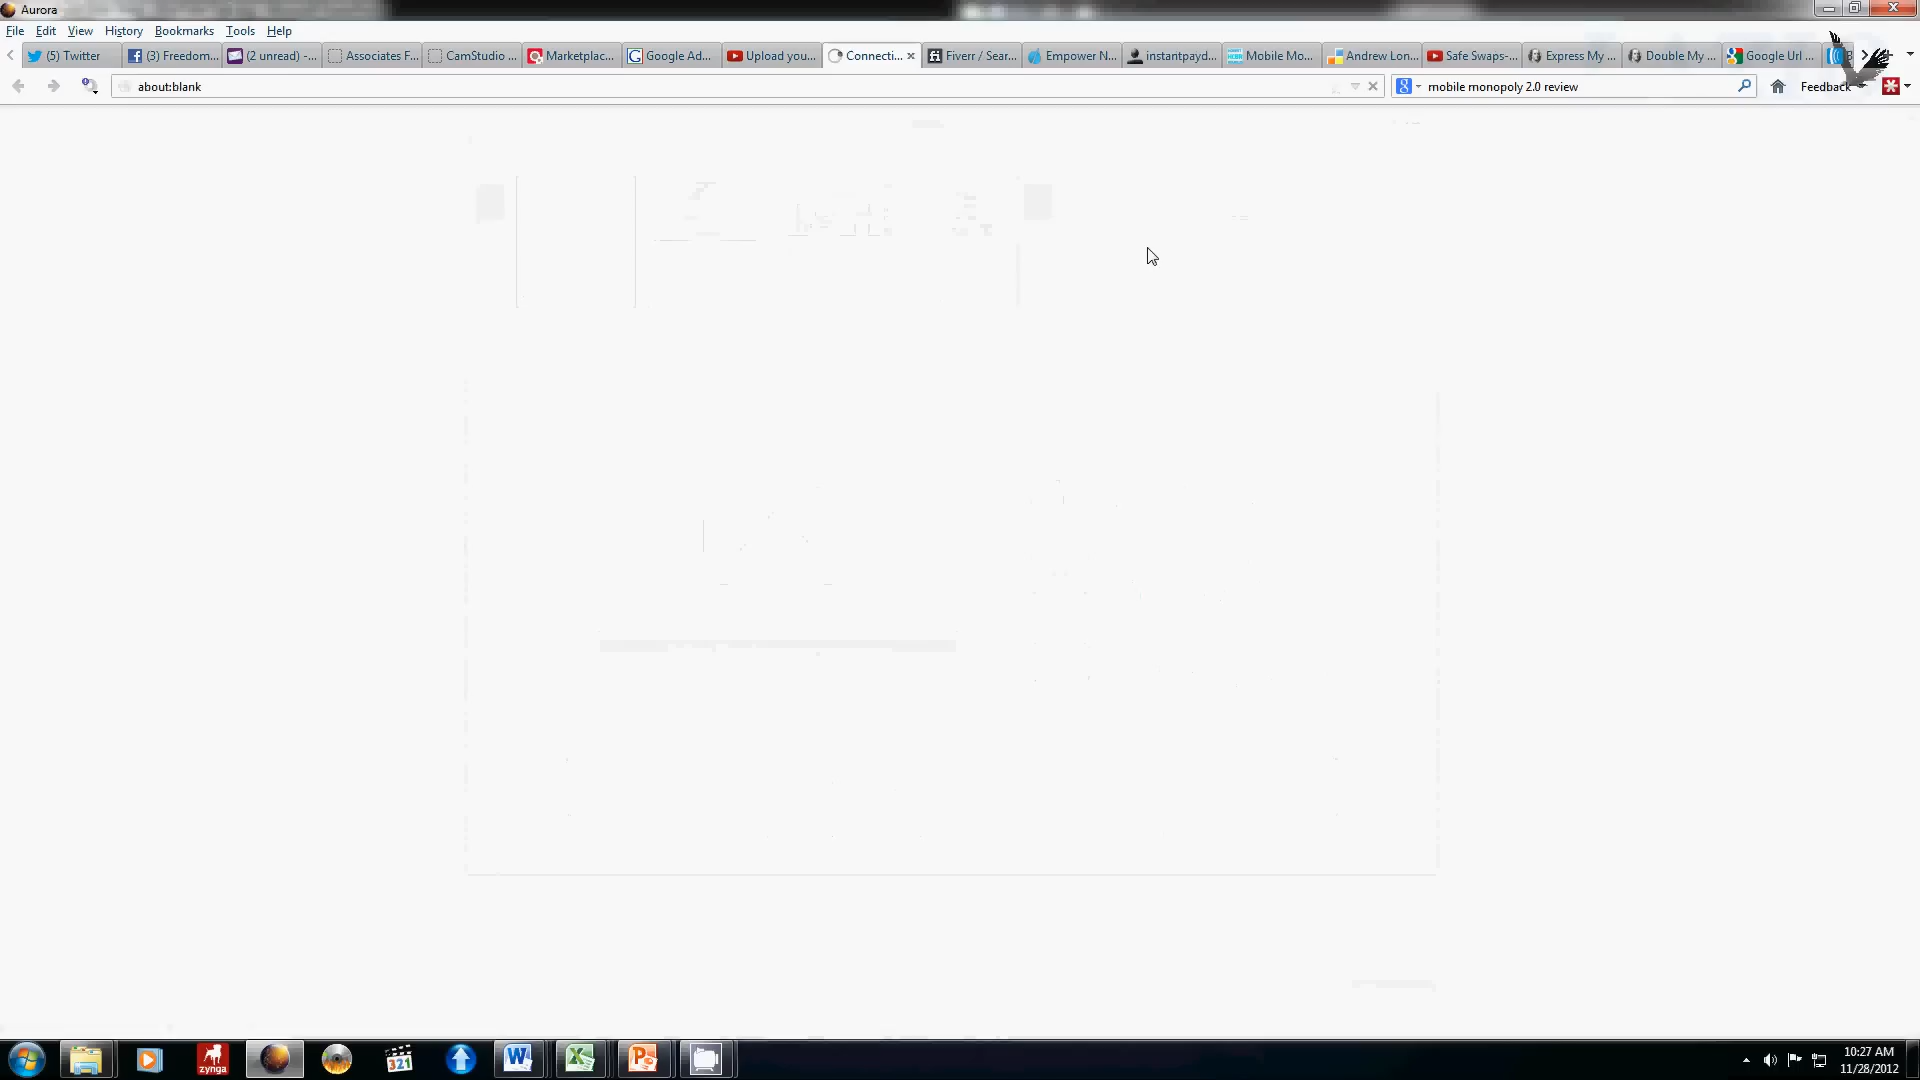 Aurora
File Edit View History Bookmarks Tools Help
(5) Twitter (3) Freedom... (2 unread) -... Associates F... CamStudio ... Marketplac... Google Ad... Upload you... Connecti... Fiverr / Sear... Empower N... instantpayd... Mobile Mo... Andrew Lon... Safe Swaps-... Express My ... Double My ... Google Url ...
about:blank mobile monopoly 2.0 review Feedback
zynga 321
10:27 AM
11/28/2012